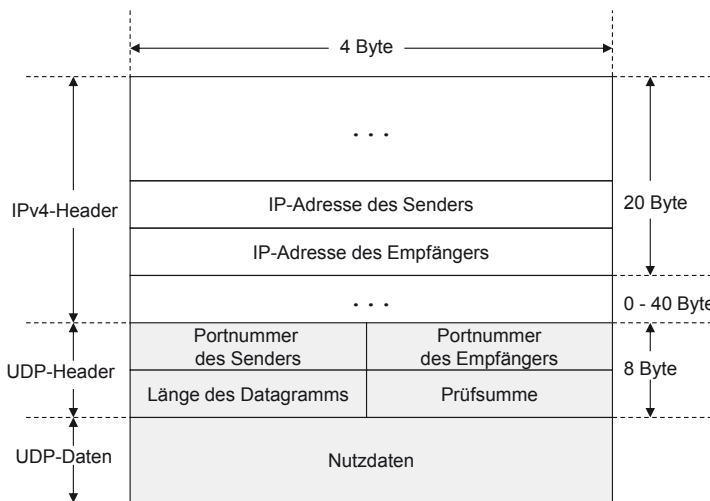 4 Byte
. . .
IP-Adresse des Senders
IPv4-Header
20 Byte
IP-Adresse des Empfängers
. . .
0 - 40 Byte
Portnummer
des Senders
Portnummer
des Empfängers
UDP-Header
8 Byte
Länge des Datagramms
Prüfsumme
UDP-Daten
Nutzdaten